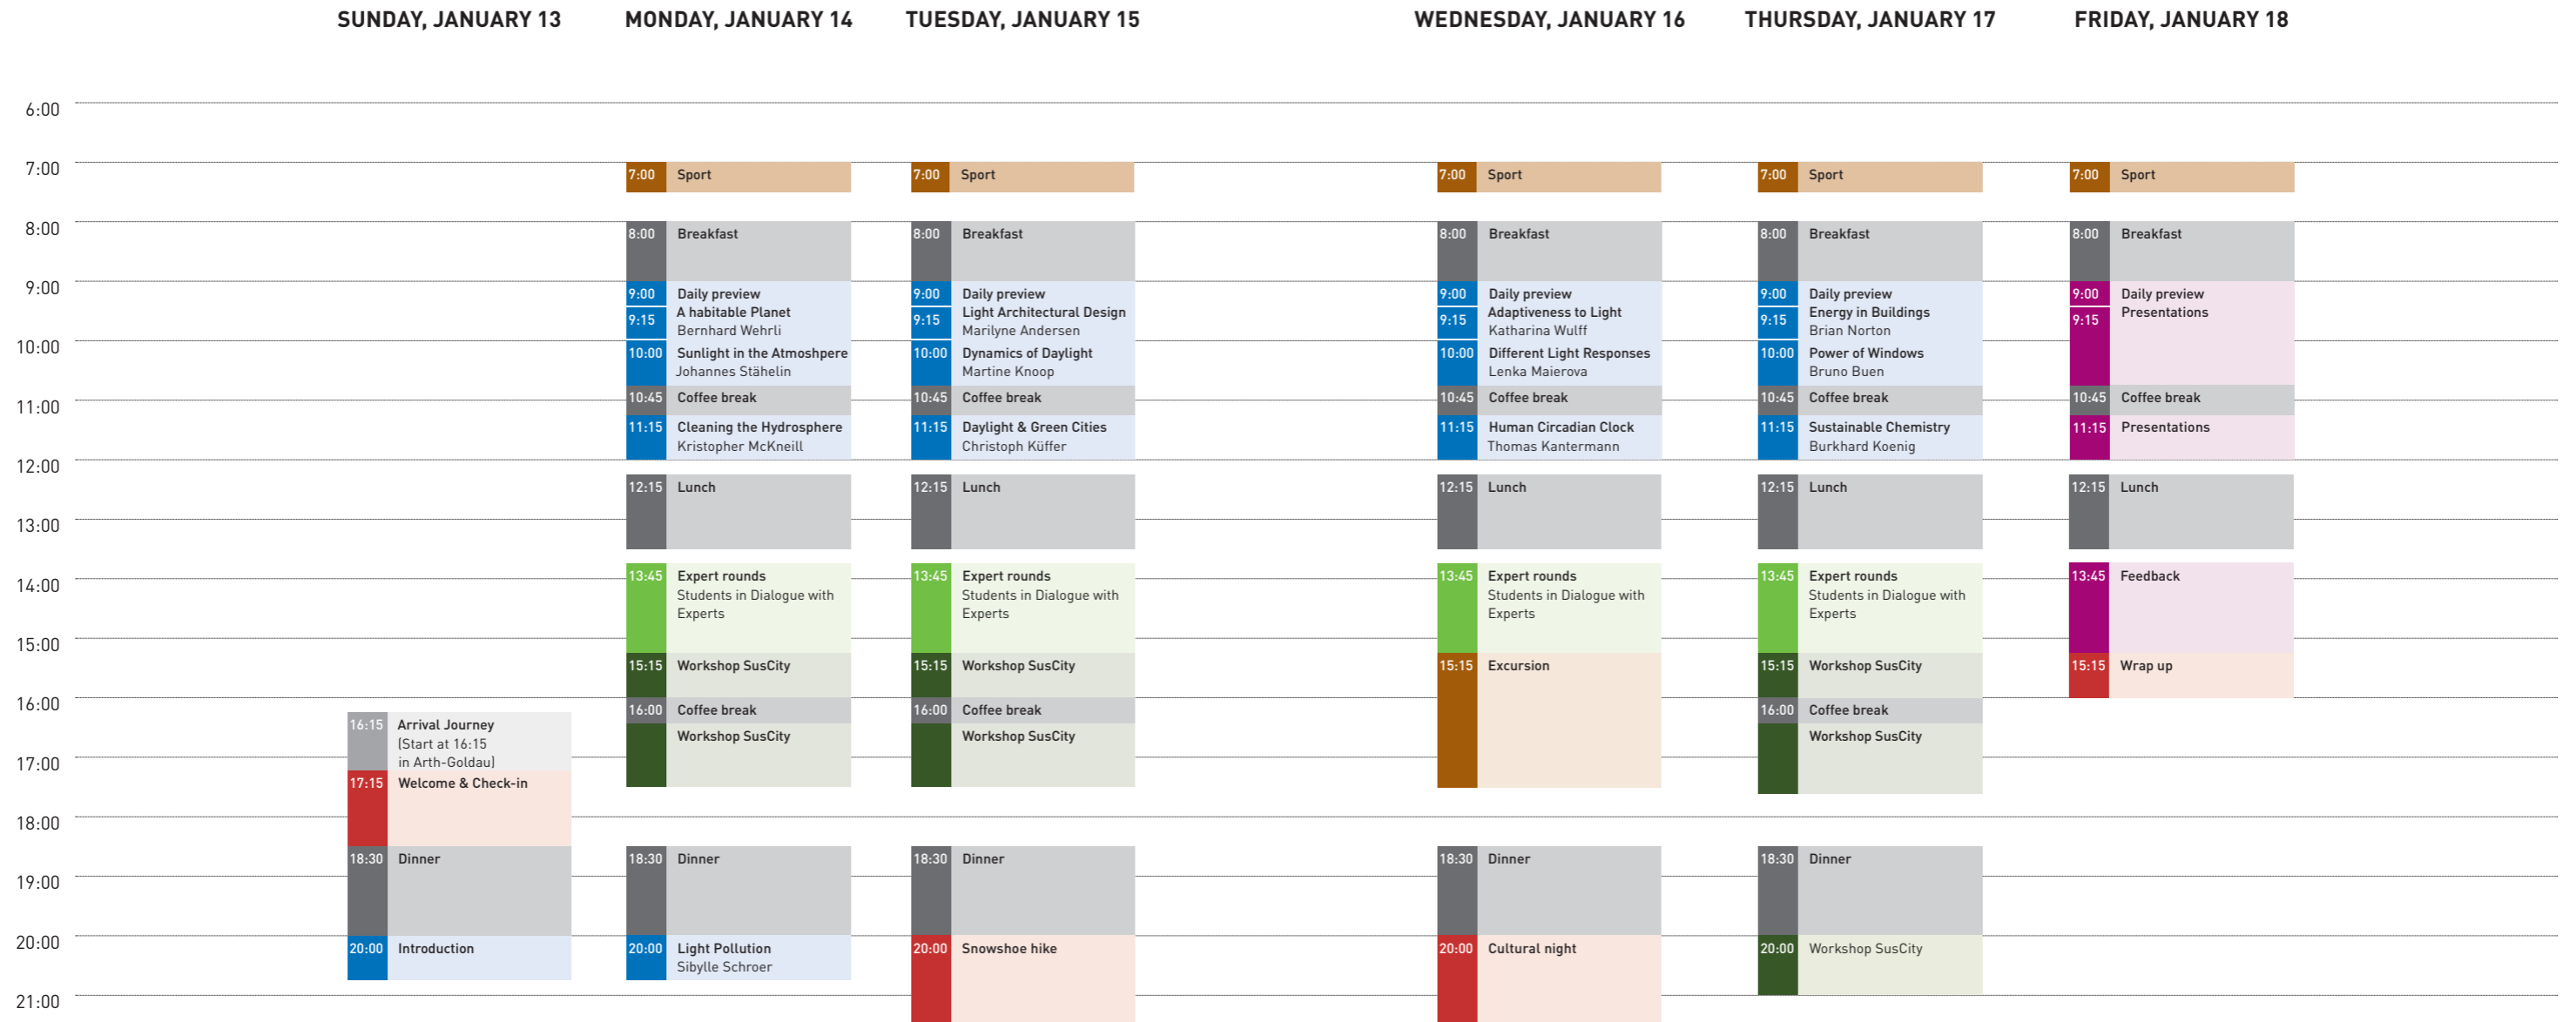 SUNDAY, JANUARY 13
MONDAY, JANUARY 14
TUESDAY, JANUARY 15
WEDNESDAY, JANUARY 16
THURSDAY, JANUARY 17
FRIDAY, JANUARY 18
6:00
7:00
8:00
9:00
10:00
11:00
12:00
13:00
14:00
15:00
16:00
17:00
18:00
19:00
20:00
21:00
16:15 Arrival Journey
(Start at 16:15
in Arth-Goldau)
17:15 Welcome & Check-in
18:30 Dinner
20:00 Introduction
7:00 Sport
8:00 Breakfast
9:00 Daily preview
9:15 A habitable Planet
Bernhard Wehrli
10:00 Sunlight in the Atmoshpere
Johannes Stähelin
10:45 Coffee break
11:15 Cleaning the Hydrosphere
Kristopher McKneill
12:15 Lunch
13:45 Expert rounds
Students in Dialogue with
Experts
15:15 Workshop SusCity
16:00 Coffee break
Workshop SusCity
18:30 Dinner
20:00 Light Pollution
Sibylle Schroer
7:00 Sport
8:00 Breakfast
9:00 Daily preview
9:15 Light Architectural Design
Marilyne Andersen
10:00 Dynamics of Daylight
Martine Knoop
10:45 Coffee break
11:15 Daylight & Green Cities
Christoph Küffer
12:15 Lunch
13:45 Expert rounds
Students in Dialogue with
Experts
15:15 Workshop SusCity
16:00 Coffee break
Workshop SusCity
18:30 Dinner
20:00 Snowshoe hike
7:00 Sport
8:00 Breakfast
9:00 Daily preview
9:15 Adaptiveness to Light
Katharina Wulff
10:00 Different Light Responses
Lenka Maierova
10:45 Coffee break
11:15 Human Circadian Clock
Thomas Kantermann
12:15 Lunch
13:45 Expert rounds
Students in Dialogue with
Experts
15:15 Excursion
18:30 Dinner
20:00 Cultural night
7:00 Sport
8:00 Breakfast
9:00 Daily preview
9:15 Energy in Buildings
Brian Norton
10:00 Power of Windows
Bruno Buen
10:45 Coffee break
11:15 Sustainable Chemistry
Burkhard Koenig
12:15 Lunch
13:45 Expert rounds
Students in Dialogue with
Experts
15:15 Workshop SusCity
16:00 Coffee break
Workshop SusCity
18:30 Dinner
20:00 Workshop SusCity
7:00 Sport
8:00 Breakfast
9:00 Daily preview
9:15 Presentations
10:45 Coffee break
11:15 Presentations
12:15 Lunch
13:45 Feedback
15:15 Wrap up